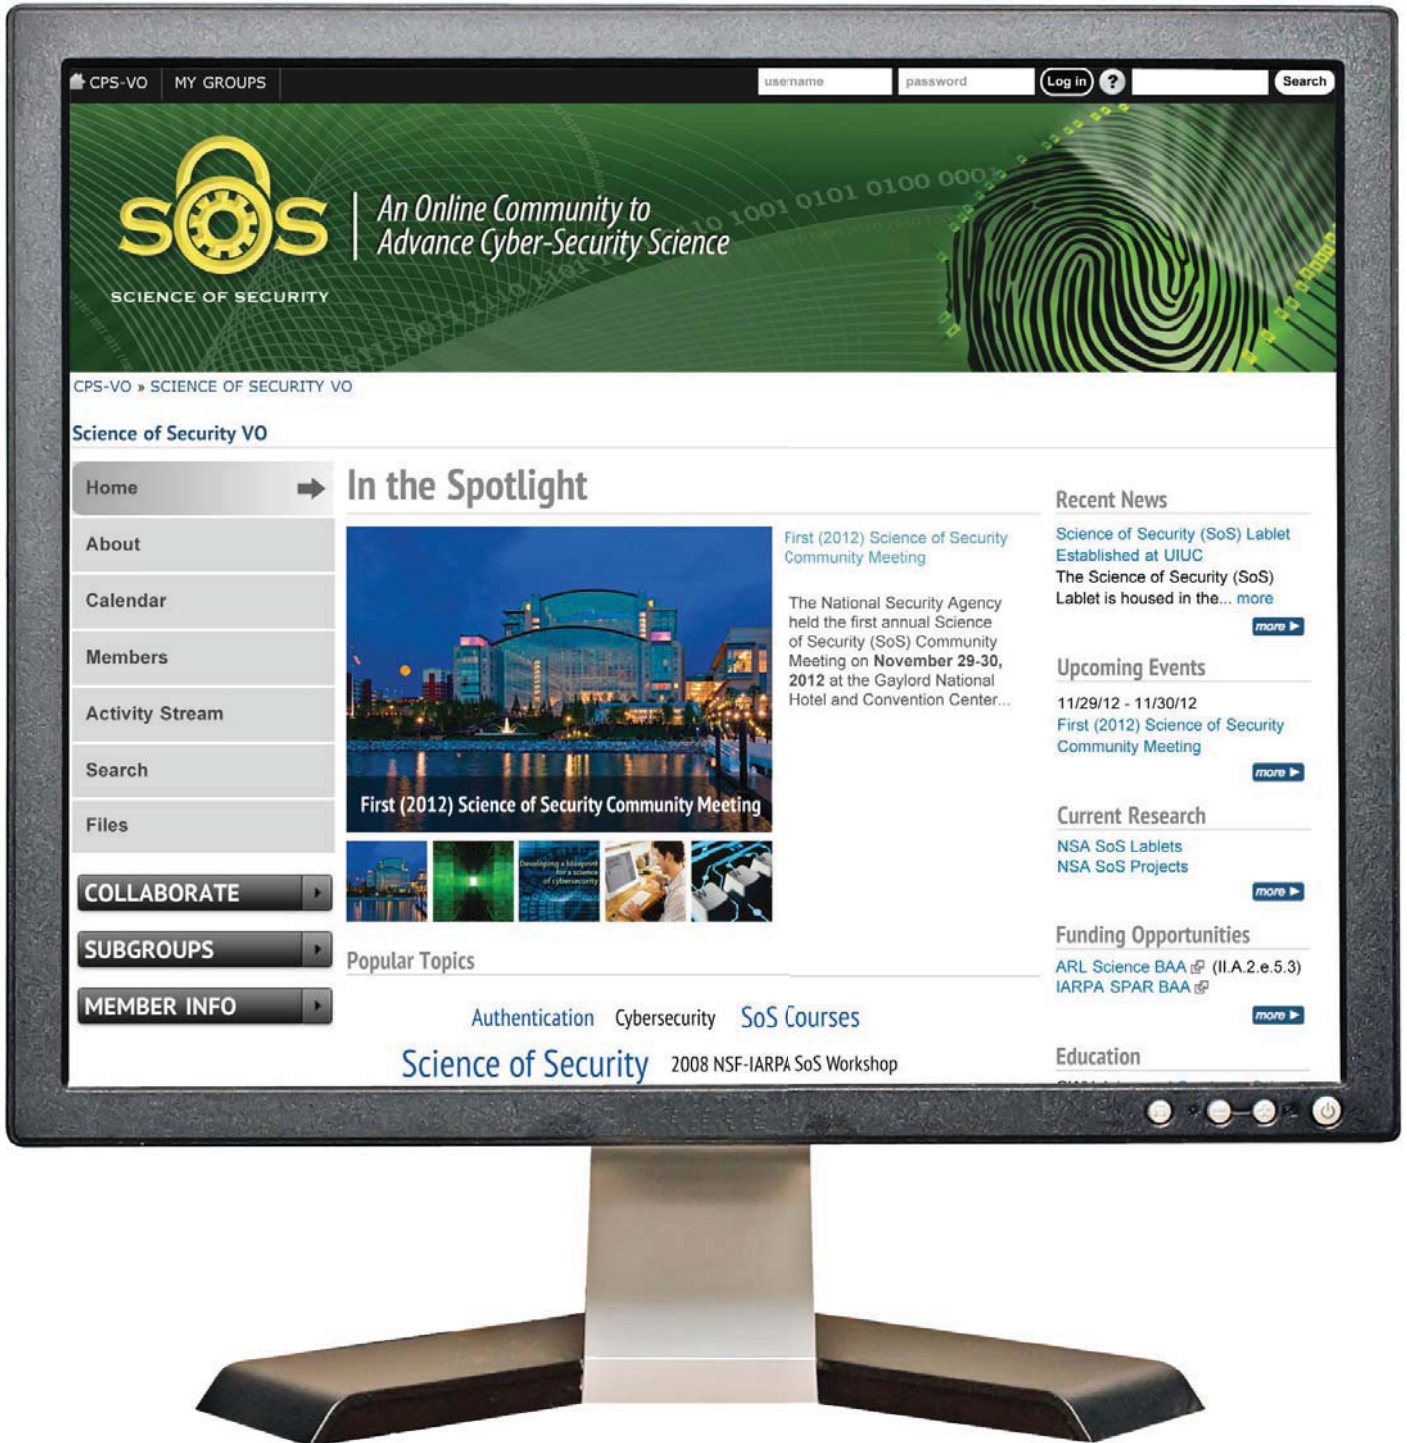 CPS-VO
MY GROUPS
username
password
Log in
?
Search
SOS
SCIENCE OF SECURITY
An Online Community to
Advance Cyber-Security Science
CPS-VO » SCIENCE OF SECURITY VO
Science of Security VO
Home
About
Calendar
Members
Activity Stream
Search
Files
COLLABORATE
SUBGROUPS
MEMBER INFO
In the Spotlight
First (2012) Science of Security Community Meeting
Developing a blueprint
for a science
of cybersecurity
First (2012) Science of Security
Community Meeting
The National Security Agency
held the first annual Science
of Security (SoS) Community
Meeting on November 29-30,
2012 at the Gaylord National
Hotel and Convention Center...
Popular Topics
Authentication Cybersecurity SoS Courses
Science of Security 2008 NSF-IARPA SoS Workshop
Recent News
Science of Security (SoS) Lablet
Established at UIUC
The Science of Security (SoS)
Lablet is housed in the... more
more
Upcoming Events
11/29/12 - 11/30/12
First (2012) Science of Security
Community Meeting
more
Current Research
NSA SoS Lablets
NSA SoS Projects
more
Funding Opportunities
ARL Science BAA (II.A.2.e.5.3)
IARPA SPAR BAA
more
Education